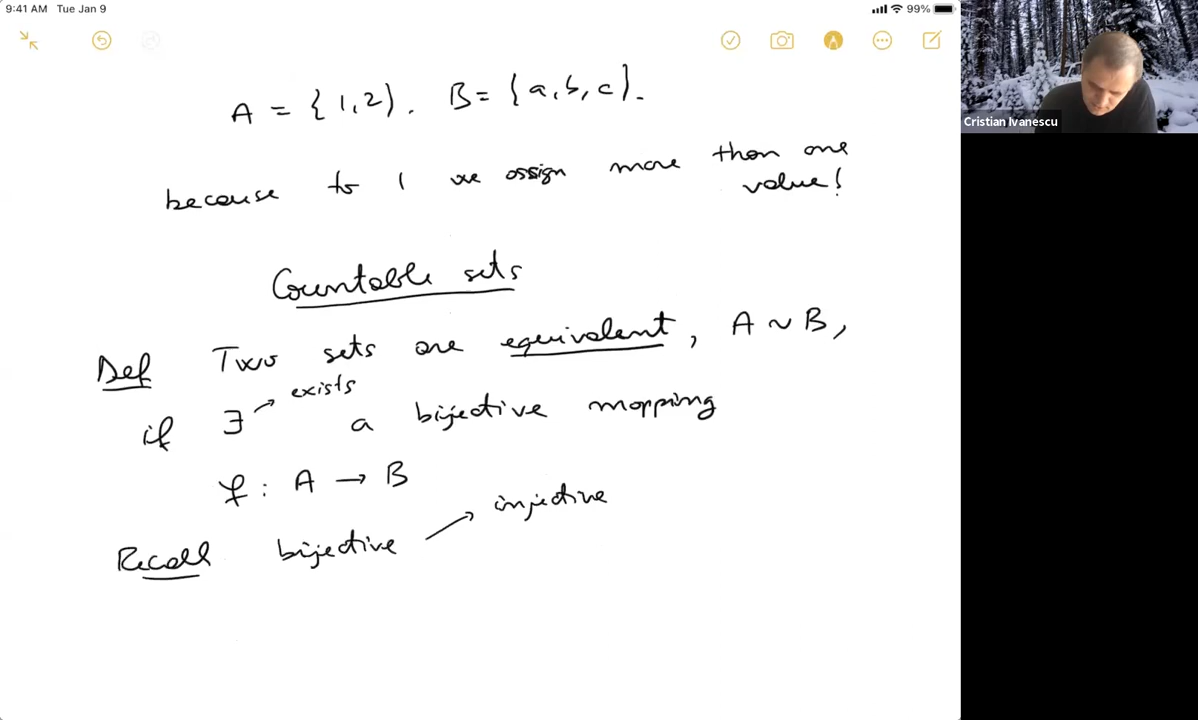 9:41 AM Tue Jan 9
99%
A = {1,2}. B = {a,b,c}.
because to 1 we assign more than one
value!
Countable sets
Def Two sets are equivalent, A ~ B,
if ∃ → exists a bijective mapping
f: A → B
Recall bijective → injective
Cristian Ivanescu